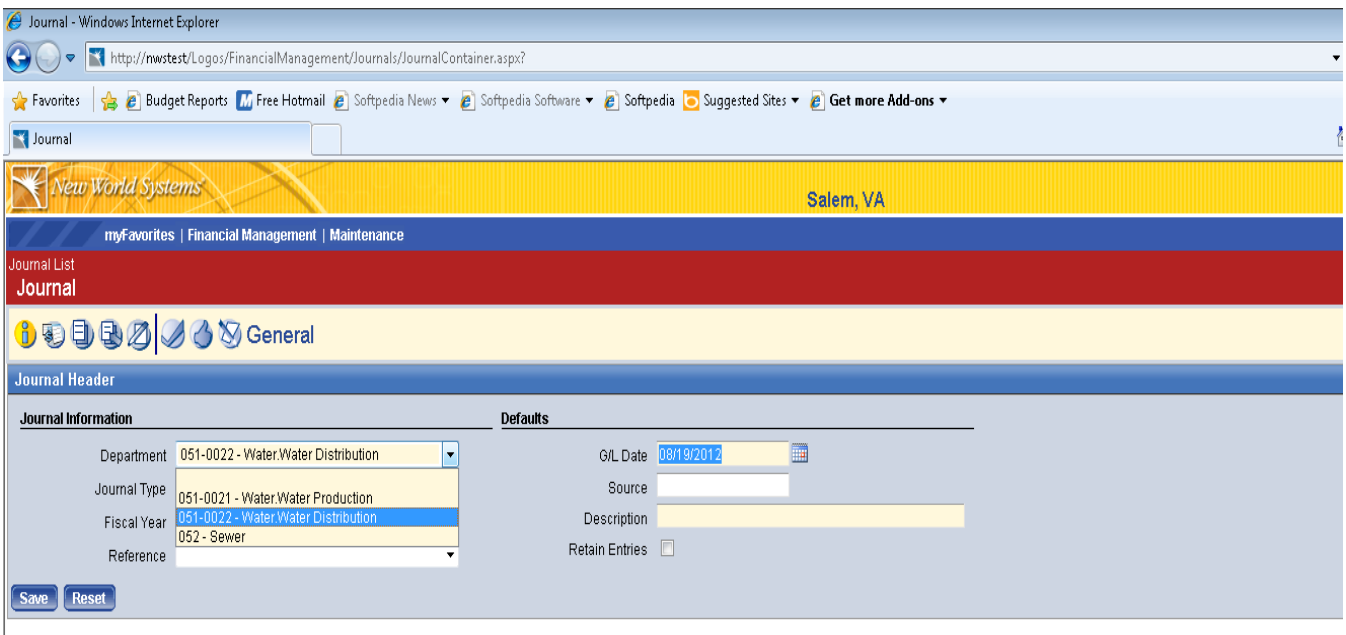 Journal - Windows Internet Explorer
http://nwstest/Logos/FinancialManagement/Journals/JournalContainer.aspx?
Favorites Budget Reports Free Hotmail Softpedia News Softpedia Software Softpedia Suggested Sites Get more Add-ons
Journal
New World Systems
Salem, VA
myFavorites | Financial Management | Maintenance
Journal List
Journal
General
Journal Header
Journal Information Defaults
Department 051-0022 - Water.Water Distribution G/L Date 08/19/2012
Journal Type 051-0021 - Water.Water Production Source
Fiscal Year 051-0022 - Water.Water Distribution Description
052 - Sewer
Reference Retain Entries
Save Reset